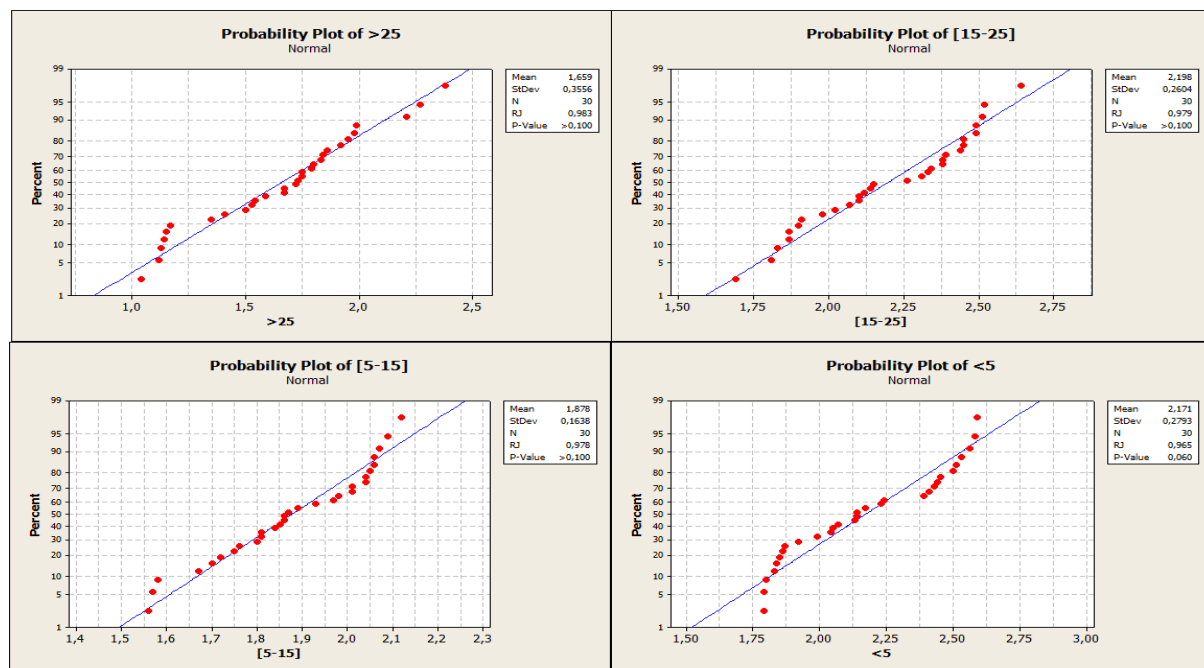 Probability Plot of >25
Normal
99
95
90
80
70
60
50
40
30
20
10
5
1
Percent
1,0 1,5 2,0 2,5
>25
Mean 1,659
StDev 0,3556
N 30
RJ 0,983
P-Value >0,100
Probability Plot of [15-25]
Normal
99
95
90
80
70
60
50
40
30
20
10
5
1
Percent
1,50 1,75 2,00 2,25 2,50 2,75
[15-25]
Mean 2,198
StDev 0,2604
N 30
RJ 0,979
P-Value >0,100
Probability Plot of [5-15]
Normal
99
95
90
80
70
60
50
40
30
20
10
5
1
Percent
1,4 1,5 1,6 1,7 1,8 1,9 2,0 2,1 2,2 2,3
[5-15]
Mean 1,878
StDev 0,1638
N 30
RJ 0,978
P-Value >0,100
Probability Plot of <5
Normal
99
95
90
80
70
60
50
40
30
20
10
5
1
Percent
1,50 1,75 2,00 2,25 2,50 2,75 3,00
<5
Mean 2,171
StDev 0,2793
N 30
RJ 0,965
P-Value 0,060